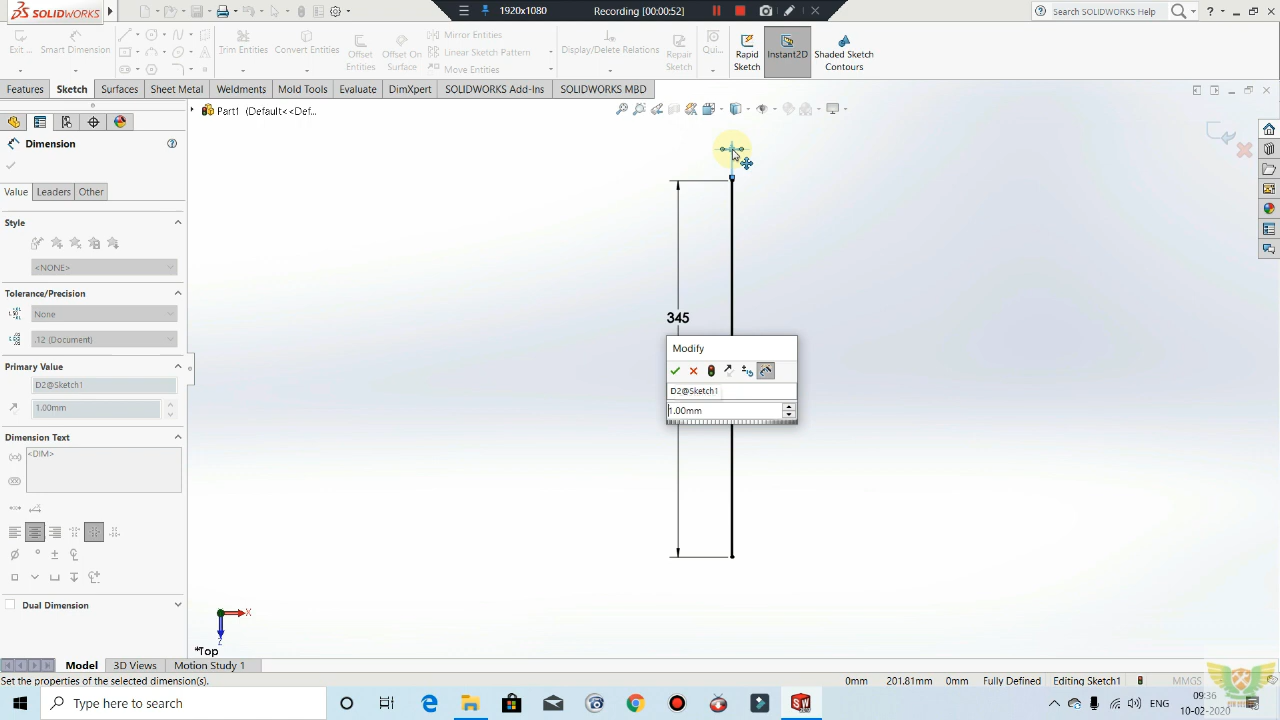 SOLIDWORKS
1920x1080
Recording [00:00:52]
Search SOLIDWORKS Help
Exit ...
Smart Dimension
Trim Entities
Convert Entities
Offset Entities
Offset On Surface
Mirror Entities
Linear Sketch Pattern
Move Entities
Display/Delete Relations
Repair Sketch
Qui...
Rapid Sketch
Instant2D
Shaded Sketch Contours
Features
Sketch
Surfaces
Sheet Metal
Weldments
Mold Tools
Evaluate
DimXpert
SOLIDWORKS Add-Ins
SOLIDWORKS MBD
Part1 (Default<<Def...
Dimension
Value
Leaders
Other
Style
<NONE>
Tolerance/Precision
None
.12 (Document)
Primary Value
D2@Sketch1
1.00mm
Dimension Text
<DIM>
Dual Dimension
345
Modify
D2@Sketch1
1.00mm
X
Z
*Top
Model
3D Views
Motion Study 1
Set the properties of the selected dimension(s).
0mm
201.81mm
0mm
Fully Defined
Editing Sketch1
MMGS
Type here to search
ENG
09:36
10-02-2020